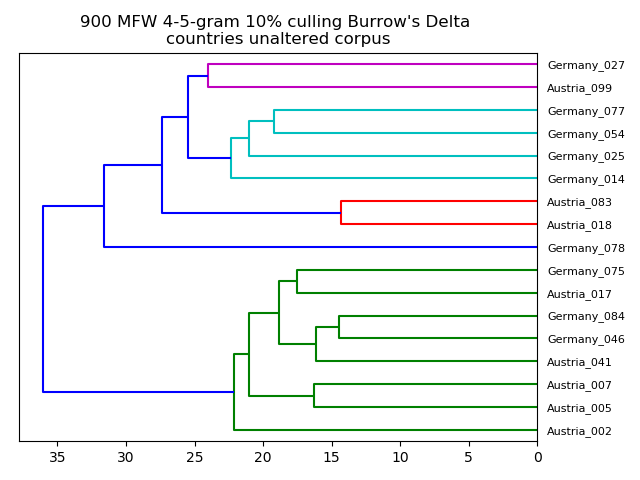 900 MFW 4-5-gram 10% culling Burrow's Delta
countries unaltered corpus
Germany_027
Austria_099
Germany_077
Germany_054
Germany_025
Germany_014
Austria_083
Austria_018
Germany_078
Germany_075
Austria_017
Germany_084
Germany_046
Austria_041
Austria_007
Austria_005
Austria_002
35 30 25 20 15 10 5 0